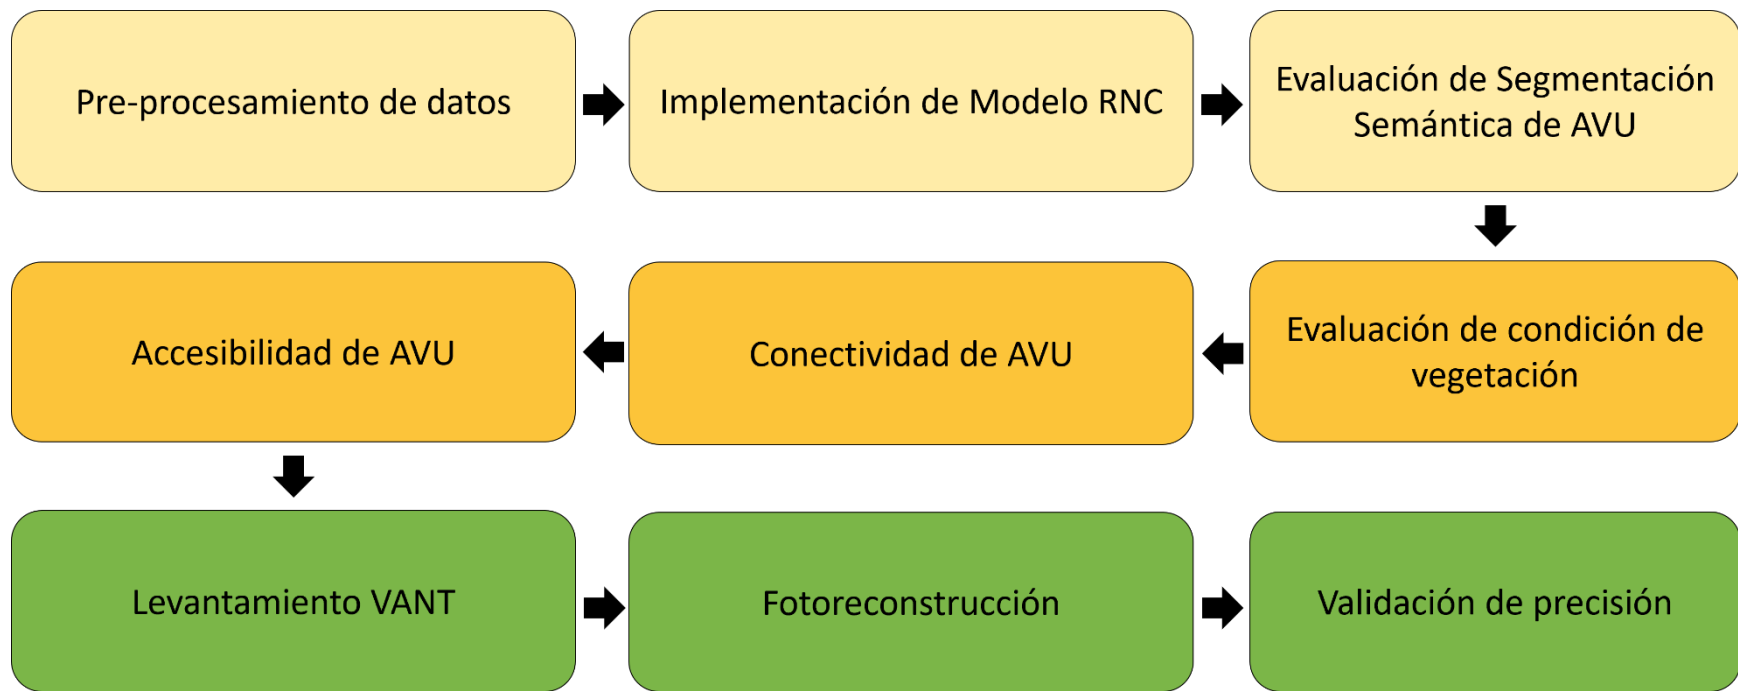 Pre-procesamiento de datos
Implementación de Modelo RNC
Evaluación de Segmentación
Semántica de AVU
Evaluación de condición de
vegetación
Conectividad de AVU
Accesibilidad de AVU
Levantamiento VANT
Fotoreconstrucción
Validación de precisión